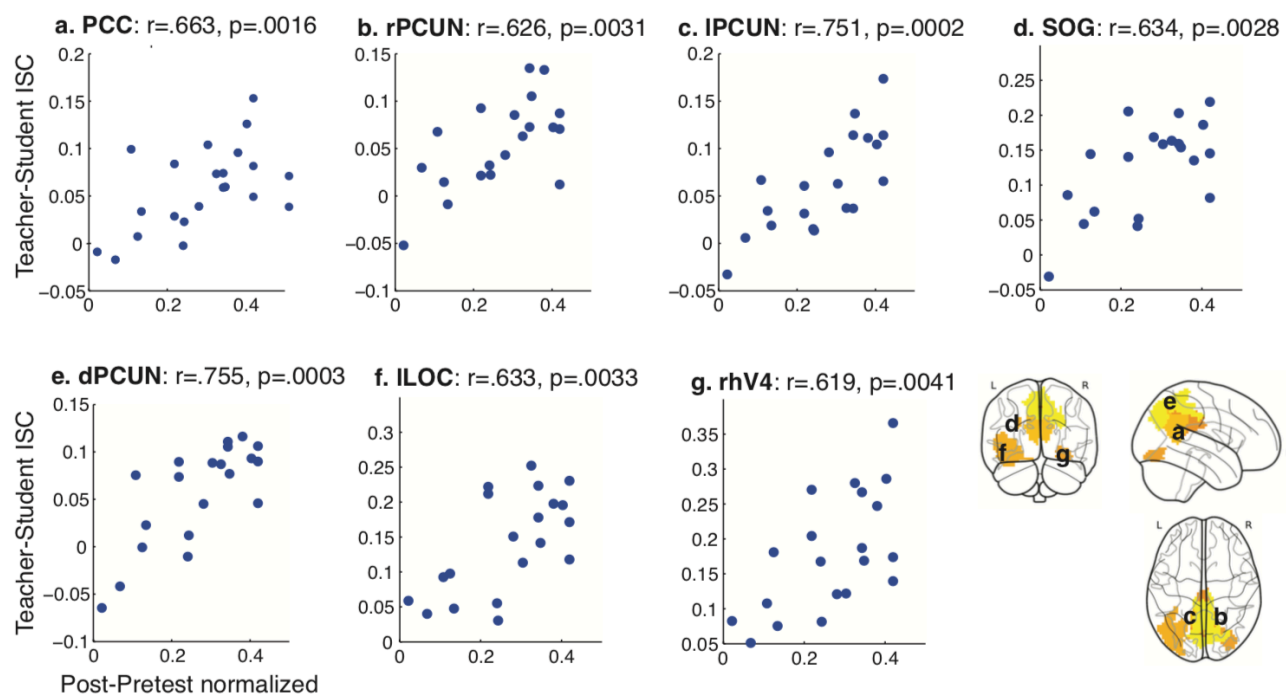 a. PCC: r=.663, p=.0016
b. rPCUN: r=.626, p=.0031
c. lPCUN: r=.751, p=.0002
d. SOG: r=.634, p=.0028
Teacher-Student ISC
0.2
0.15
0.1
0.05
0
−0.05
0 0.2 0.4
0.15
0.1
0.05
0
−0.05
−0.1
0 0.2 0.4
0.2
0.15
0.1
0.05
0
−0.05
0 0.2 0.4
0.25
0.2
0.15
0.1
0.05
0
−0.05
0 0.2 0.4
e. dPCUN: r=.755, p=.0003
f. lLOC: r=.633, p=.0033
g. rhV4: r=.619, p=.0041
Teacher-Student ISC
0.15
0.1
0.05
0
−0.05
−0.1
0 0.2 0.4
Post-Pretest normalized
0.3
0.25
0.2
0.15
0.1
0.05
0
0 0.2 0.4
0.35
0.3
0.25
0.2
0.15
0.1
0.05
0 0.2 0.4
L R
d
f g
e
a
L R
c b